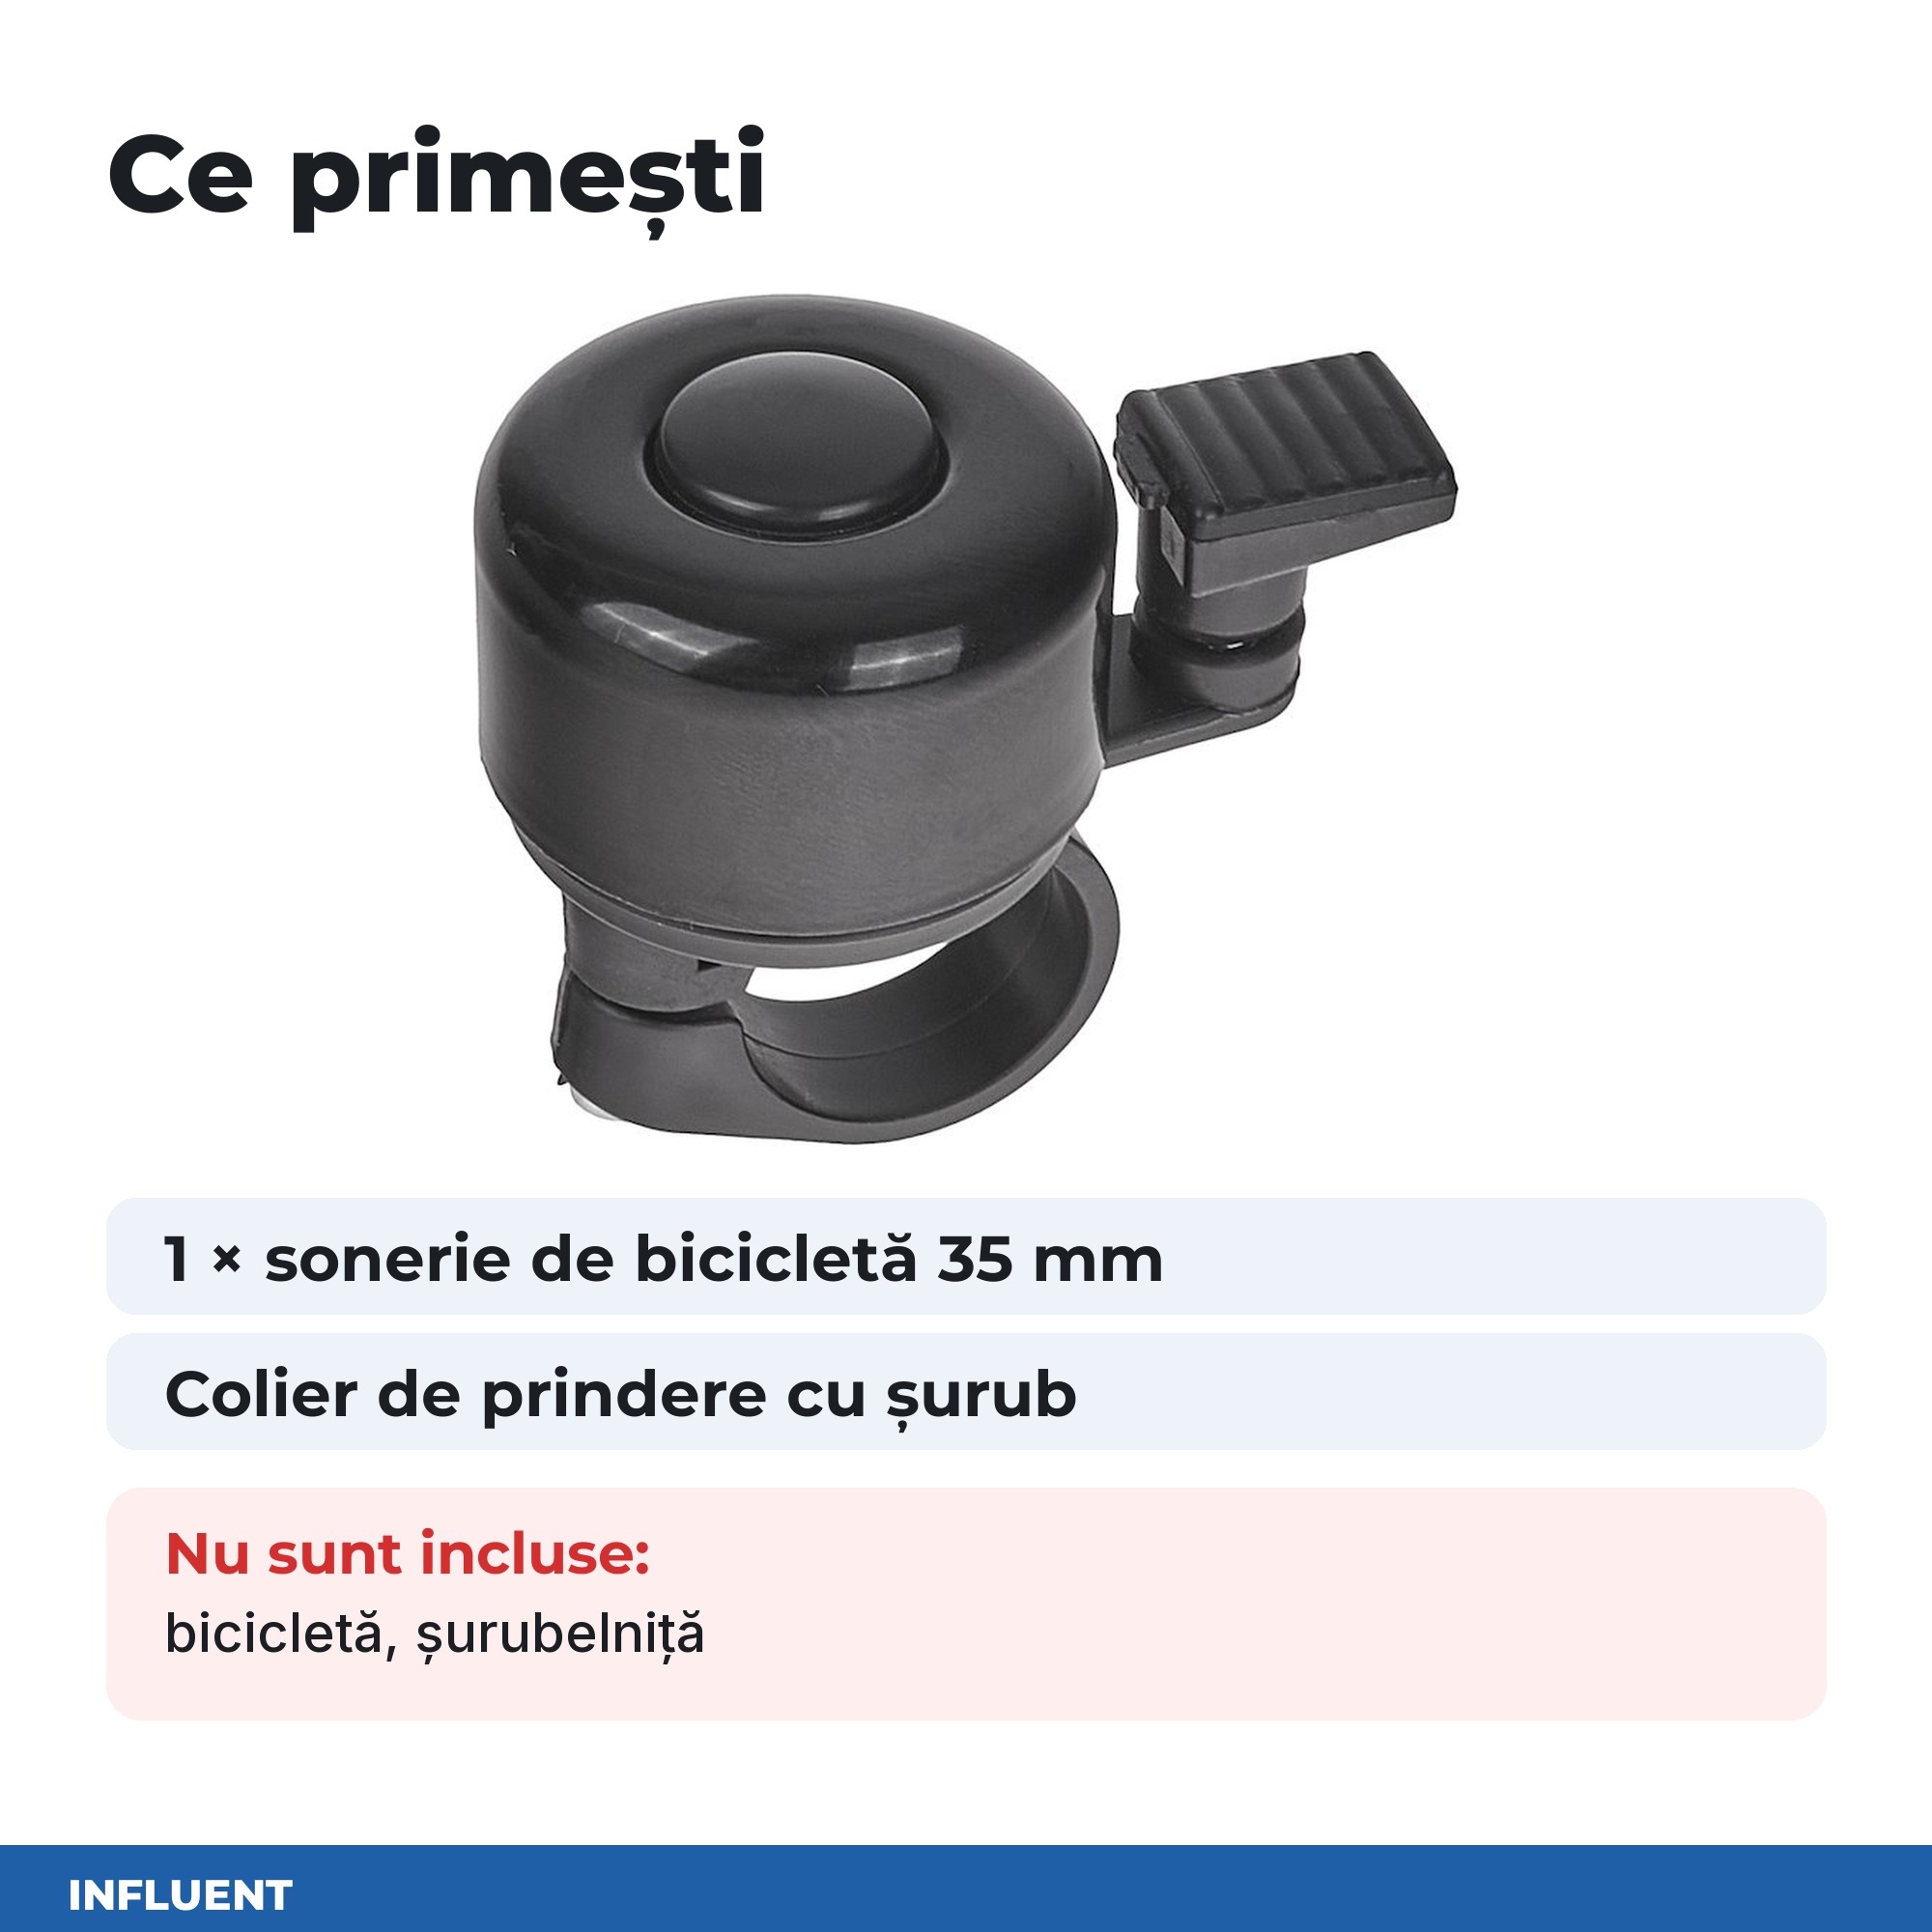 Ce primești
1 × sonerie de bicicletă 35 mm
Colier de prindere cu șurub
Nu sunt incluse:
bicicletă, șurubelniță
INFLUENT